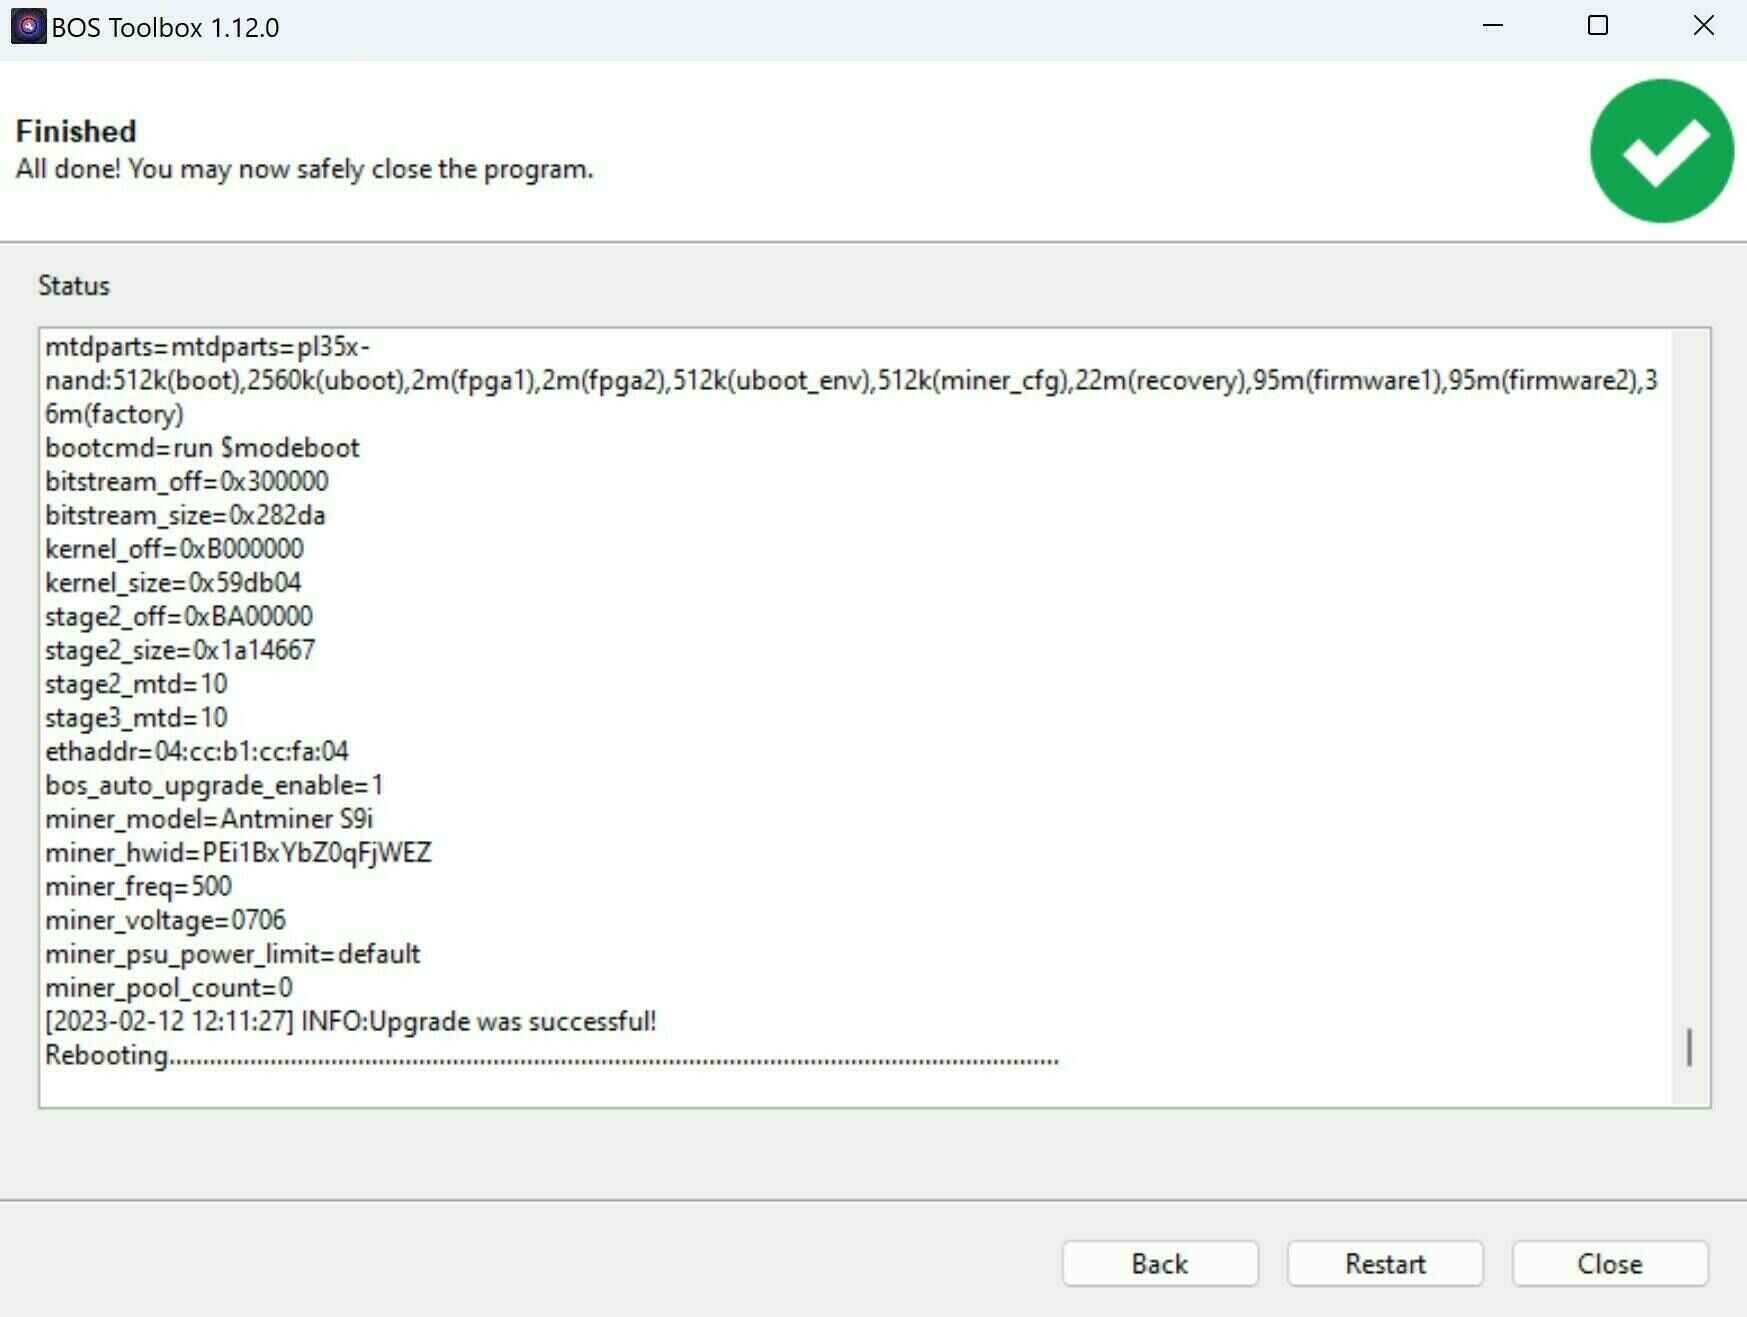 BOS Toolbox 1.12.0
Finished
All done! You may now safely close the program.
Status
mtdparts=mtdparts=pl35x-
nand:512k(boot),2560k(uboot),2m(fpga1),2m(fpga2),512k(uboot_env),512k(miner_cfg),22m(recovery),95m(firmware1),95m(firmware2),3
6m(factory)
bootcmd=run $modeboot
bitstream_off=0x300000
bitstream_size=0x282da
kernel_off=0xB000000
kernel_size=0x59db04
stage2_off=0xBA00000
stage2_size=0x1a14667
stage2_mtd=10
stage3_mtd=10
ethaddr=04:cc:b1:cc:fa:04
bos_auto_upgrade_enable=1
miner_model=Antminer S9i
miner_hwid=PEi1BxYbZ0qFjWEZ
miner_freq=500
miner_voltage=0706
miner_psu_power_limit=default
miner_pool_count=0
[2023-02-12 12:11:27] INFO:Upgrade was successful!
Rebooting....................................................................................................................................
Back
Restart
Close